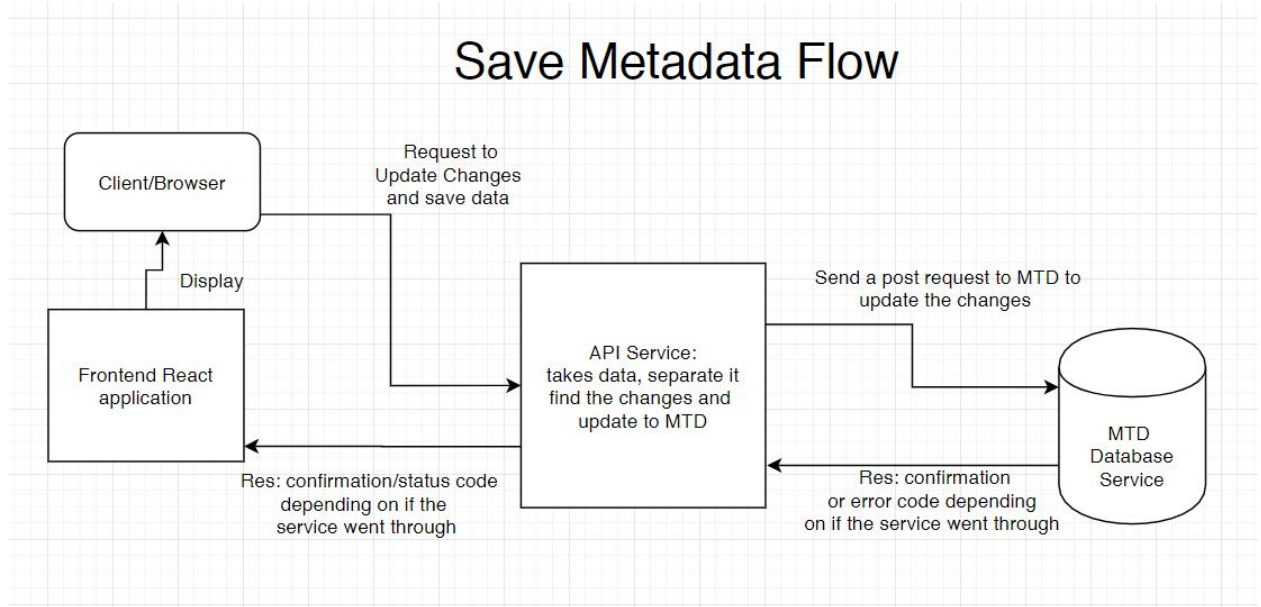 Save Metadata Flow
Client/Browser
Request to
Update Changes
and save data
Display
Frontend React
application
API Service:
takes data, separate it
find the changes and
update to MTD
Send a post request to MTD to
update the changes
MTD
Database
Service
Res: confirmation
or error code depending
on if the service went through
Res: confirmation/status code
depending on if the
service went through